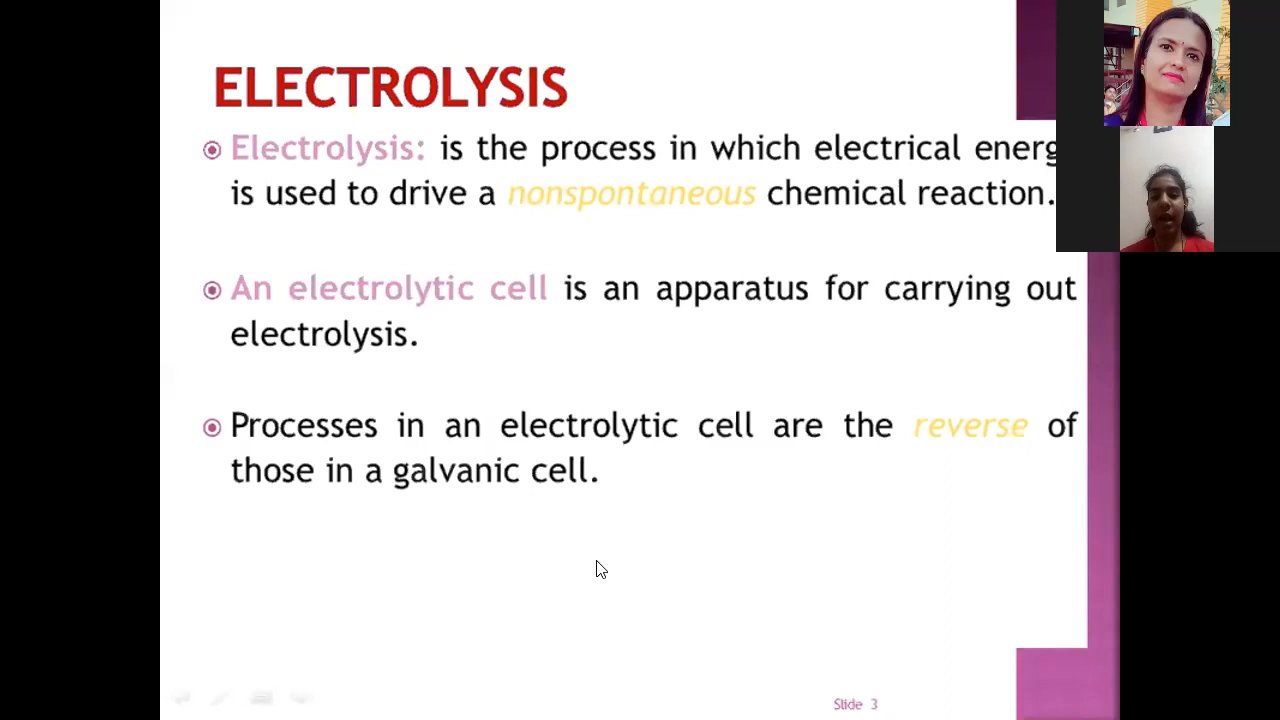 ELECTROLYSIS
Electrolysis: is the process in which electrical energ
is used to drive a nonspontaneous chemical reaction.
An electrolytic cell is an apparatus for carrying out
electrolysis.
Processes in an electrolytic cell are the reverse of
those in a galvanic cell.
Slide 3